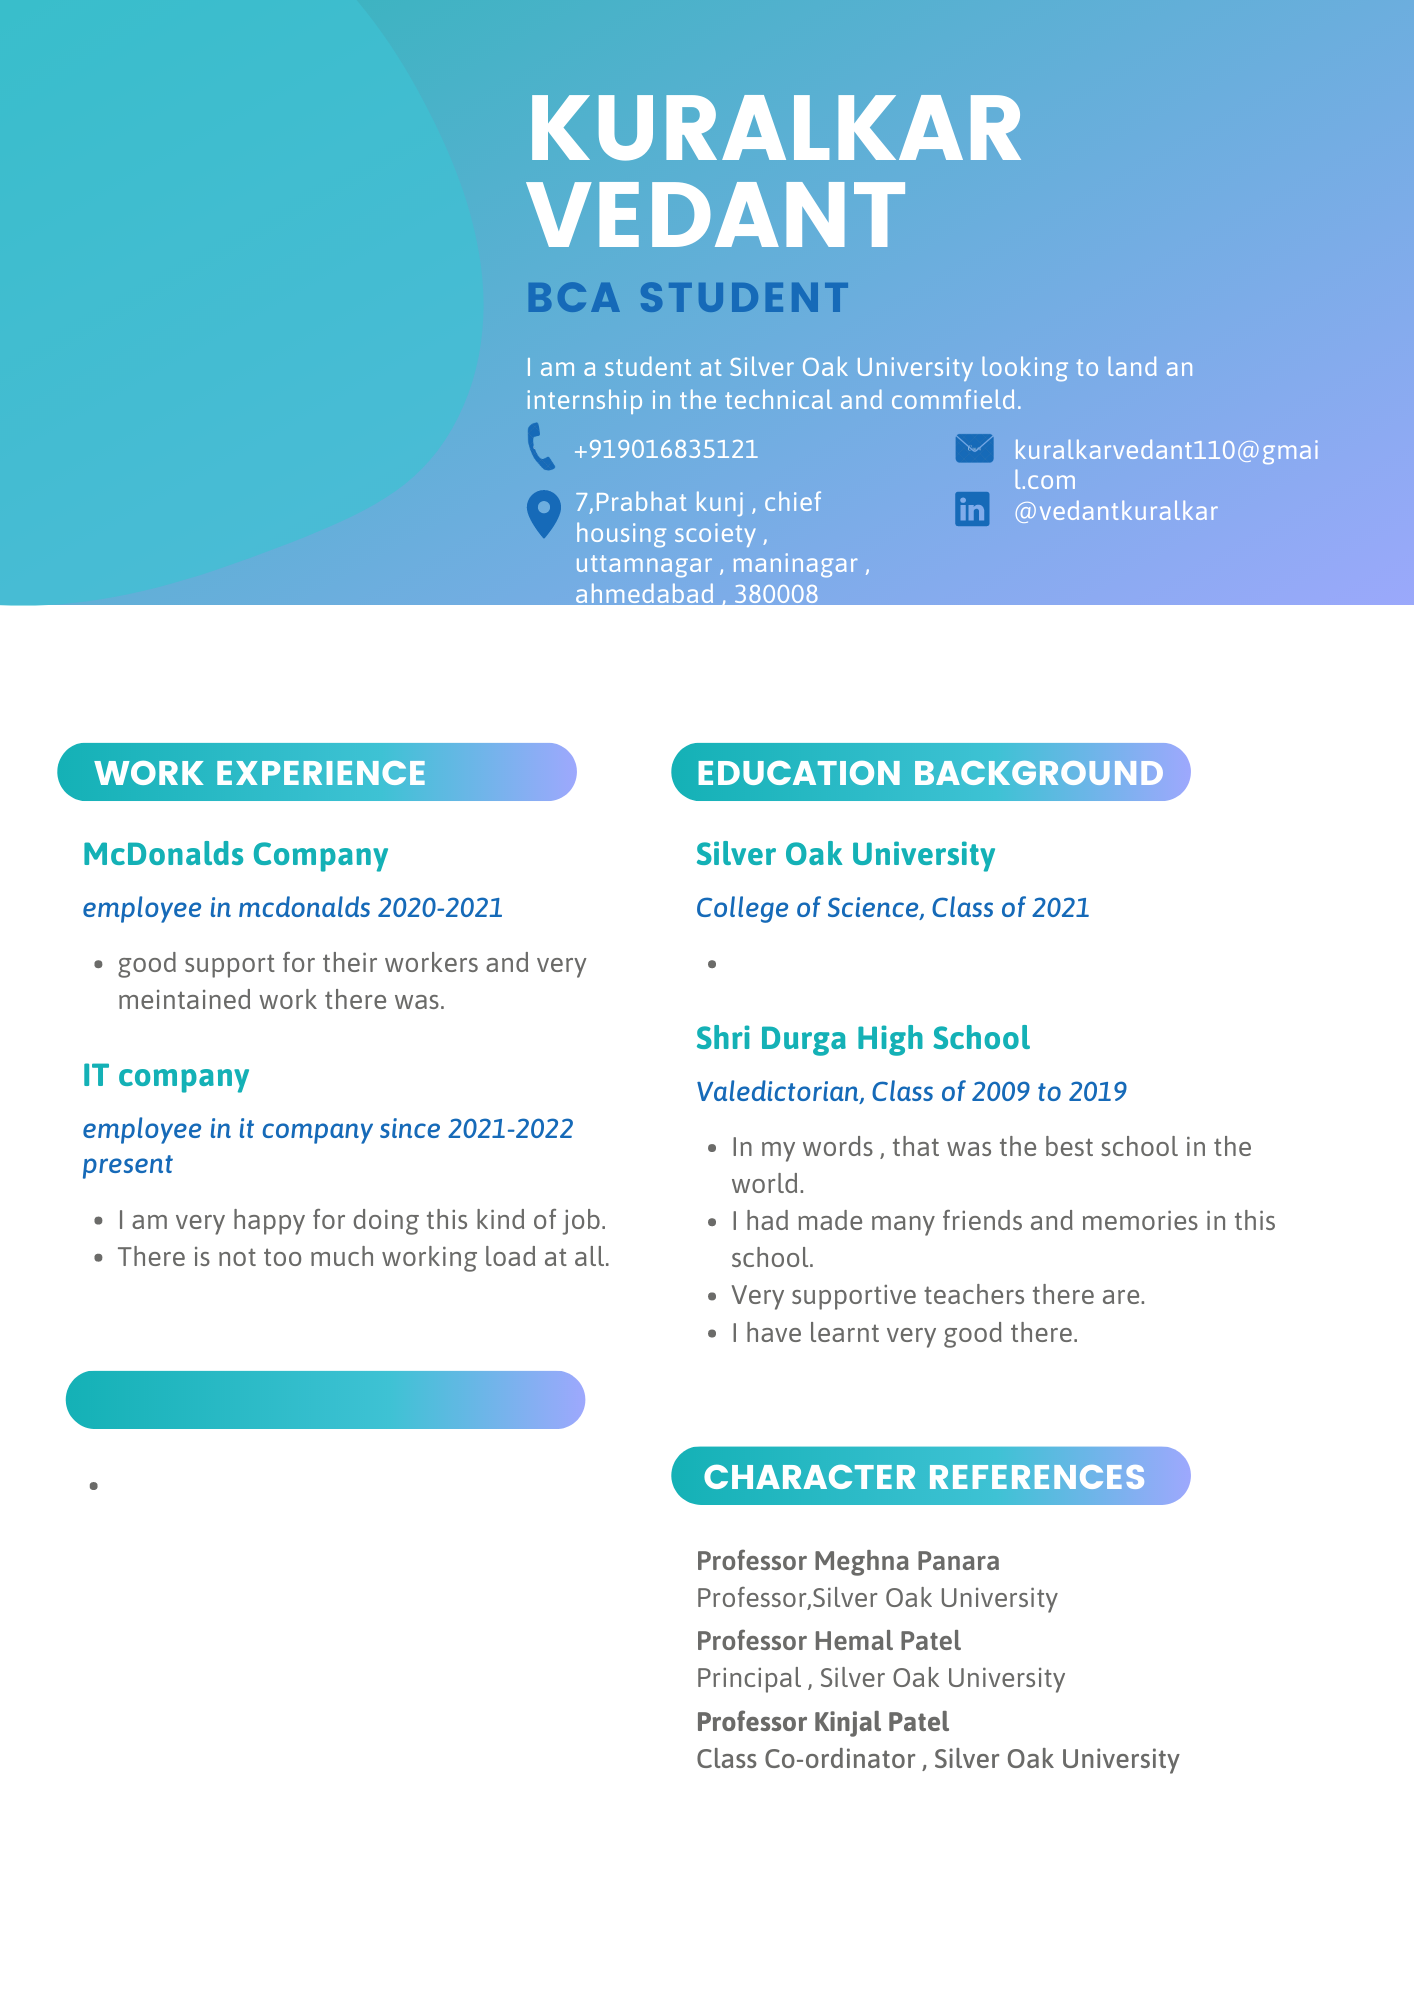 KURALKAR
VEDANT
BCA STUDENT
I am a student at Silver Oak University looking to land an
internship in the technical and commfield.
+919016835121
kuralkarvedant110@gmai
l.com
7,Prabhat kunj , chief
housing scoiety ,
uttamnagar , maninagar ,
ahmedabad , 380008
@vedantkuralkar
WORK EXPERIENCE
McDonalds Company
employee in mcdonalds 2020-2021
• good support for their workers and very
meintained work there was.
IT company
employee in it company since 2021-2022
present
• I am very happy for doing this kind of job.
• There is not too much working load at all.
•
EDUCATION BACKGROUND
Silver Oak University
College of Science, Class of 2021
•
Shri Durga High School
Valedictorian, Class of 2009 to 2019
• In my words , that was the best school in the
world.
• I had made many friends and memories in this
school.
• Very supportive teachers there are.
• I have learnt very good there.
CHARACTER REFERENCES
Professor Meghna Panara
Professor,Silver Oak University
Professor Hemal Patel
Principal , Silver Oak University
Professor Kinjal Patel
Class Co-ordinator , Silver Oak University